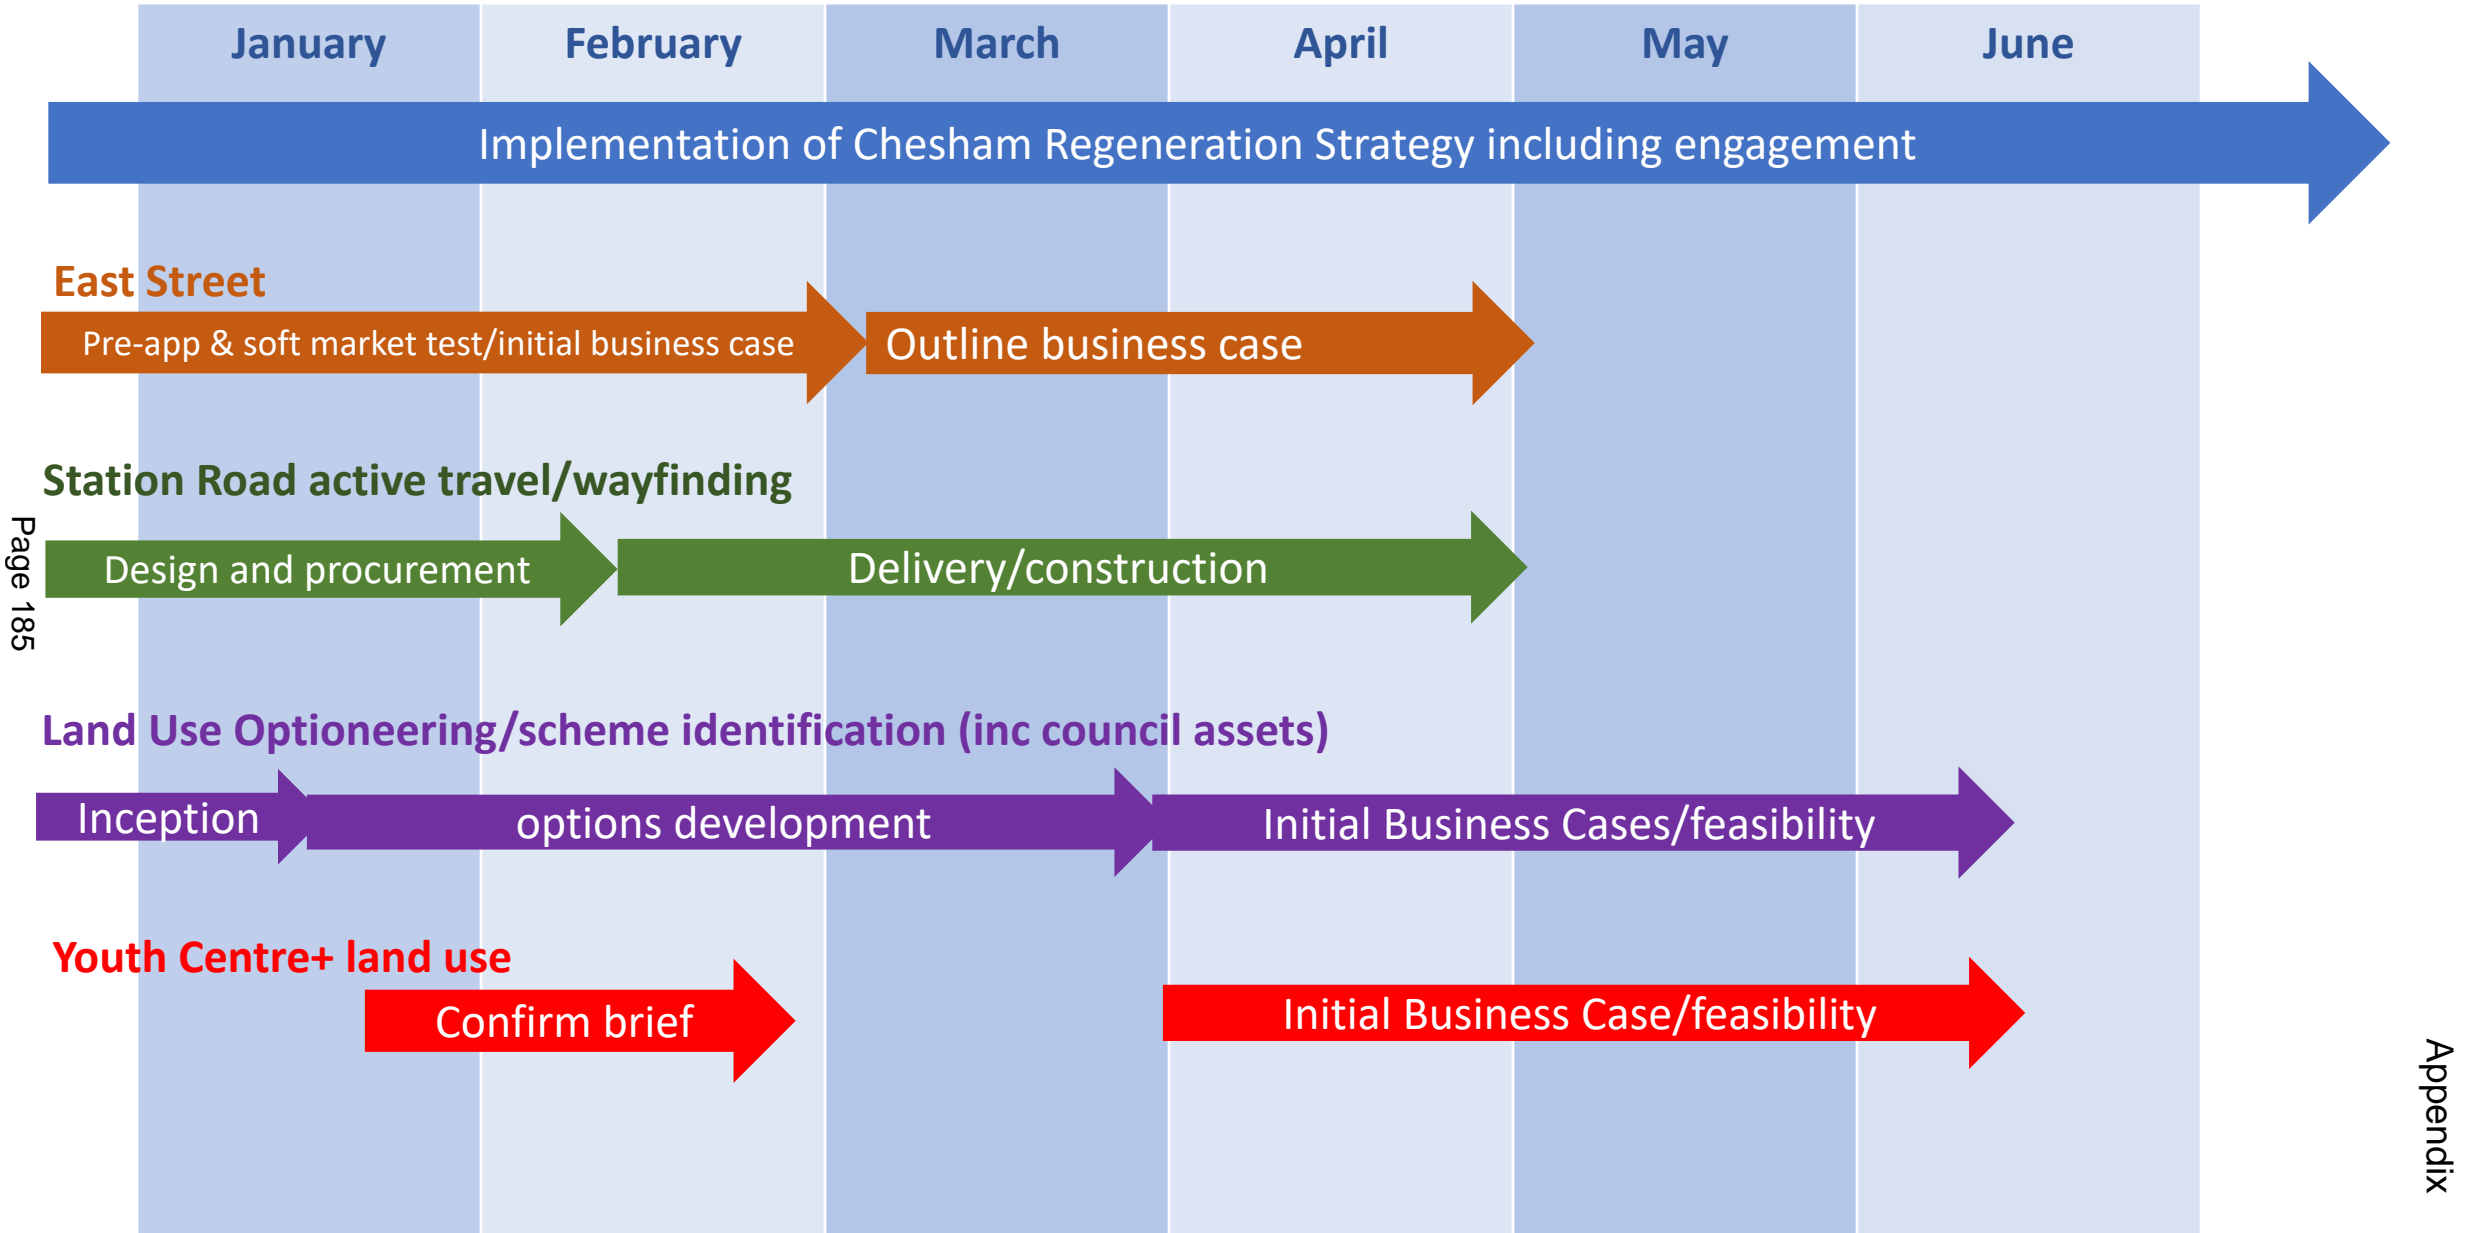 January
February
March
April
May
June
Implementation of Chesham Regeneration Strategy including engagement
East Street
Pre-app & soft market test/initial business case
Outline business case
Station Road active travel/wayfinding
Design and procurement
Delivery/construction
Land Use Optioneering/scheme identification (inc council assets)
Inception
options development
Initial Business Cases/feasibility
Youth Centre+ land use
Confirm brief
Initial Business Case/feasibility
Page 185
Appendix